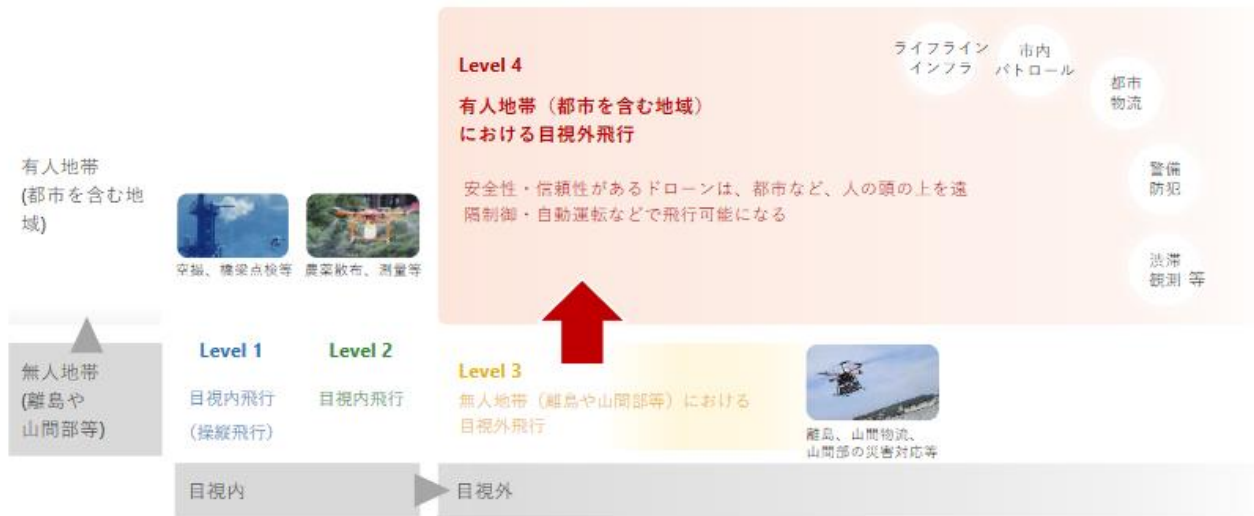 Level 4
有人地帯（都市を含む地域）
における目視外飛行
安全性・信頼性があるドローンは、都市など、人の頭の上を遠
隔制御・自動運転などで飛行可能になる
ライフライン
インフラ
市内
パトロール
都市
物流
警備
防犯
渋滞
観測 等
有人地帯
(都市を含む地
域)
空撮、橋梁点検等
農薬散布、測量等
無人地帯
(離島や
山間部等)
Level 1
目視内飛行
（操縦飛行）
Level 2
目視内飛行
Level 3
無人地帯（離島や山間部等）における
目視外飛行
離島、山間物流、
山間部の災害対応等
目視内
目視外